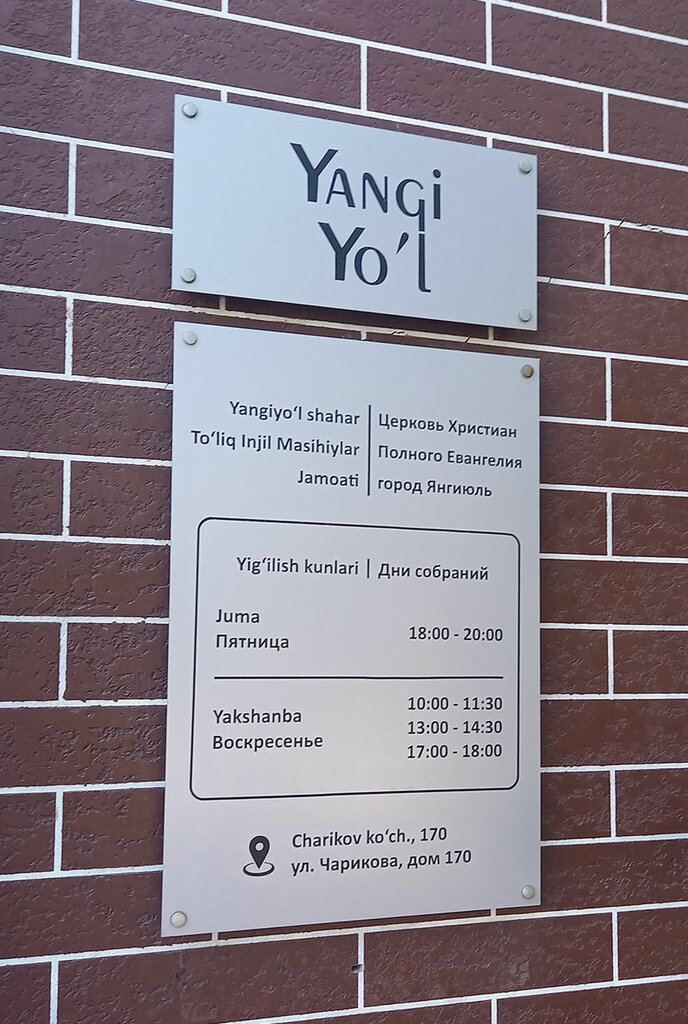 Yangi
Yo'l
Yangiyo‘l shahar
To‘liq Injil Masihiylar
Jamoati
Церковь Христиан
Полного Евангелия
город Янгиюль
Yig‘ilish kunlari | Дни собраний
Juma
Пятница
18:00 - 20:00
Yakshanba
Воскресенье
10:00 - 11:30
13:00 - 14:30
17:00 - 18:00
Charikov ko‘ch., 170
ул. Чарикова, дом 170